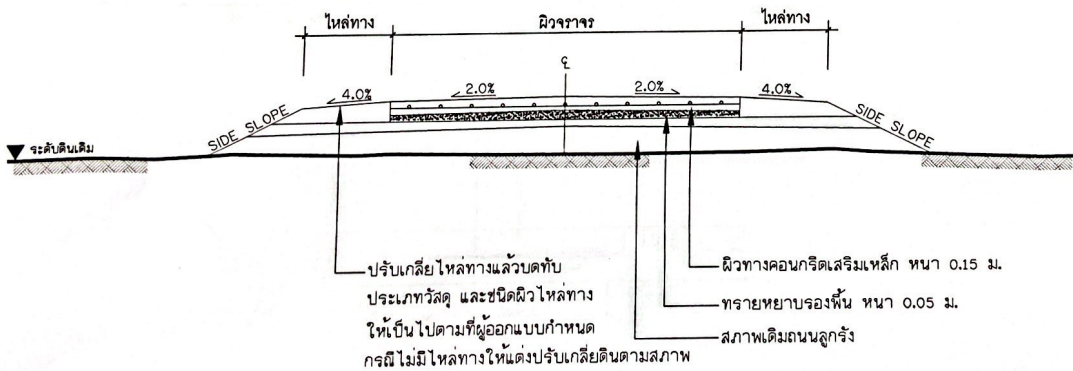 ไหล่ทาง ผิวจราจร ไหล่ทาง
℄
4.0% 2.0% 2.0% 4.0%
SIDE SLOPE SIDE SLOPE
ระดับดินเดิม
ปรับเกลี่ยไหล่ทางแล้วบดทับ
ประเภทวัสดุ และชนิดผิวไหล่ทาง
ให้เป็นไปตามที่ผู้ออกแบบกำหนด
กรณีไม่มีไหล่ทางให้แต่งปรับเกลี่ยดินตามสภาพ
ผิวทางคอนกรีตเสริมเหล็ก หนา 0.15 ม.
ทรายหยาบรองพื้น หนา 0.05 ม.
สภาพเดิมถนนลูกรัง